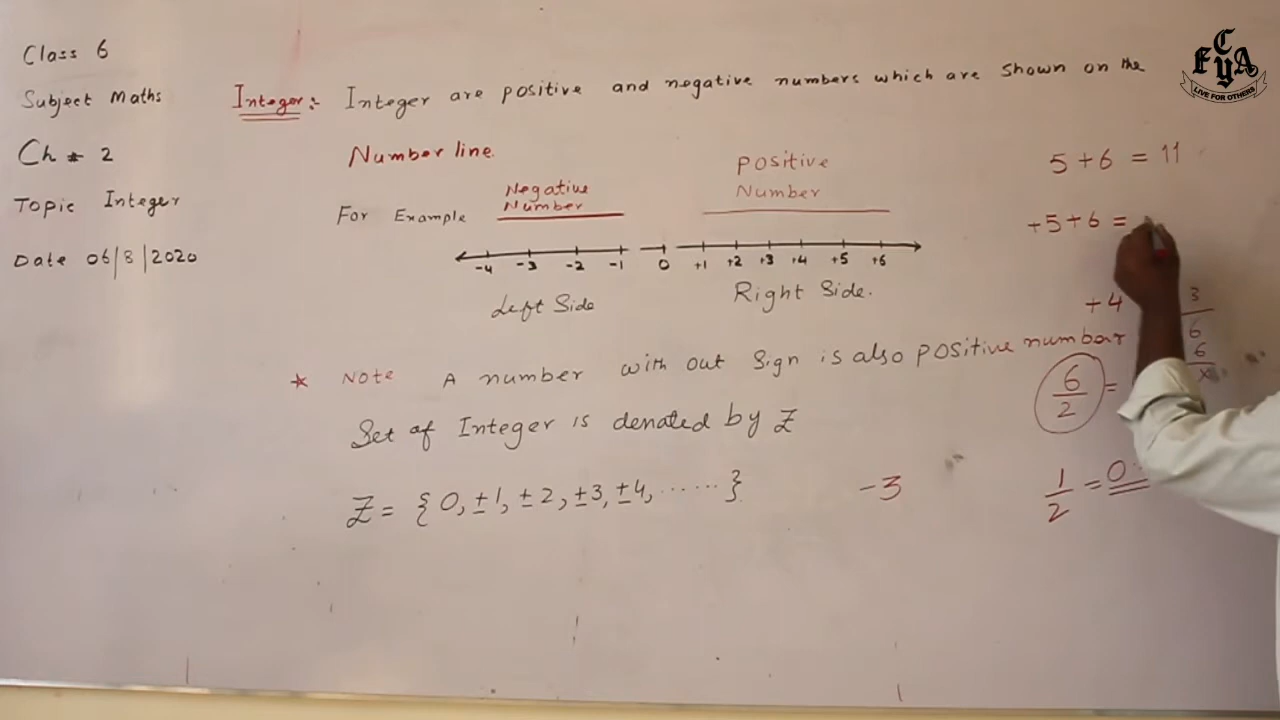 Class 6
Subject Maths
Ch # 2
Topic Integer
Date 06/8/2020
Integer:- Integer are positive and negative numbers which are shown on the
Number line.
For Example
Negative
Number
Positive
Number
-4 -3 -2 -1 0 +1 +2 +3 +4 +5 +6
Left Side
Right Side.
* Note A number with out Sign is also positive number
Set of Integer is denated by Z
Z = { 0, ± 1, ± 2, ± 3, ± 4, ...... }
-3
5 + 6 = 11
+5 + 6 =
+4
3
6
6
x
6/2 =
1/2 = 0.
ECYA
LIVE FOR OTHERS